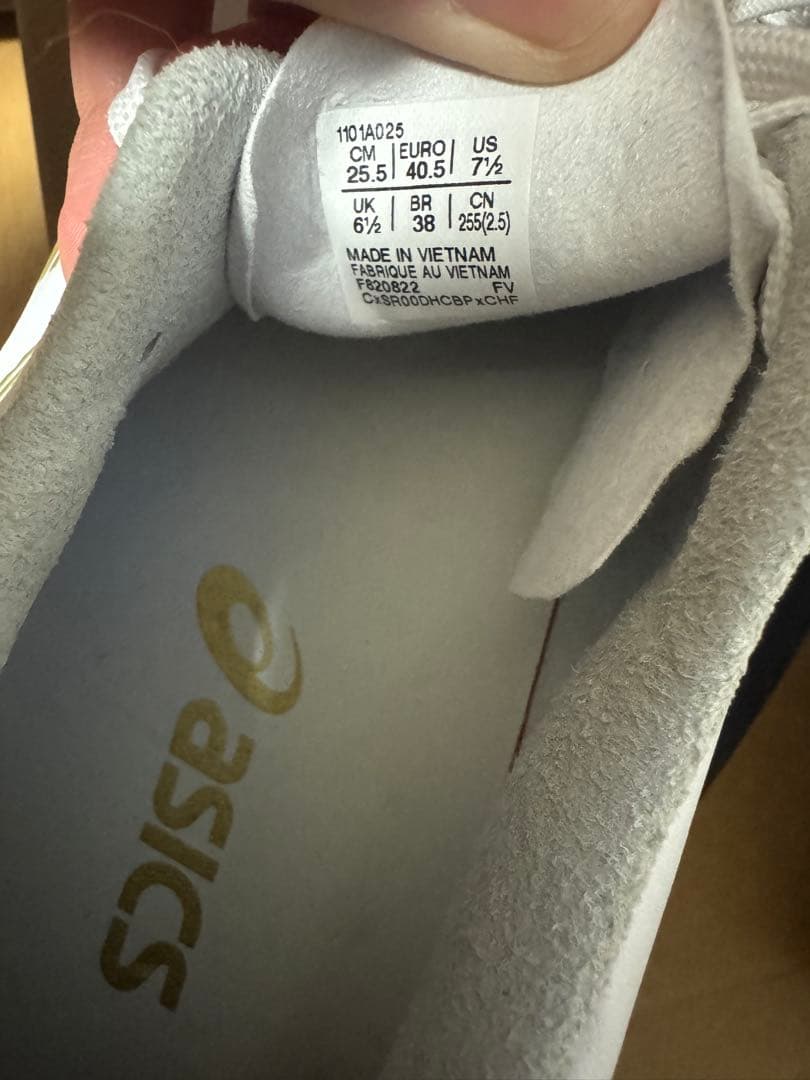 1101A025
CM | EURO | US
25.5 | 40.5 | 7½
UK | BR | CN
6½ | 38 | 255(2.5)
MADE IN VIETNAM
FABRIQUE AU VIETNAM
F820822 FV
CxSR00DHCBPxCHF
asics